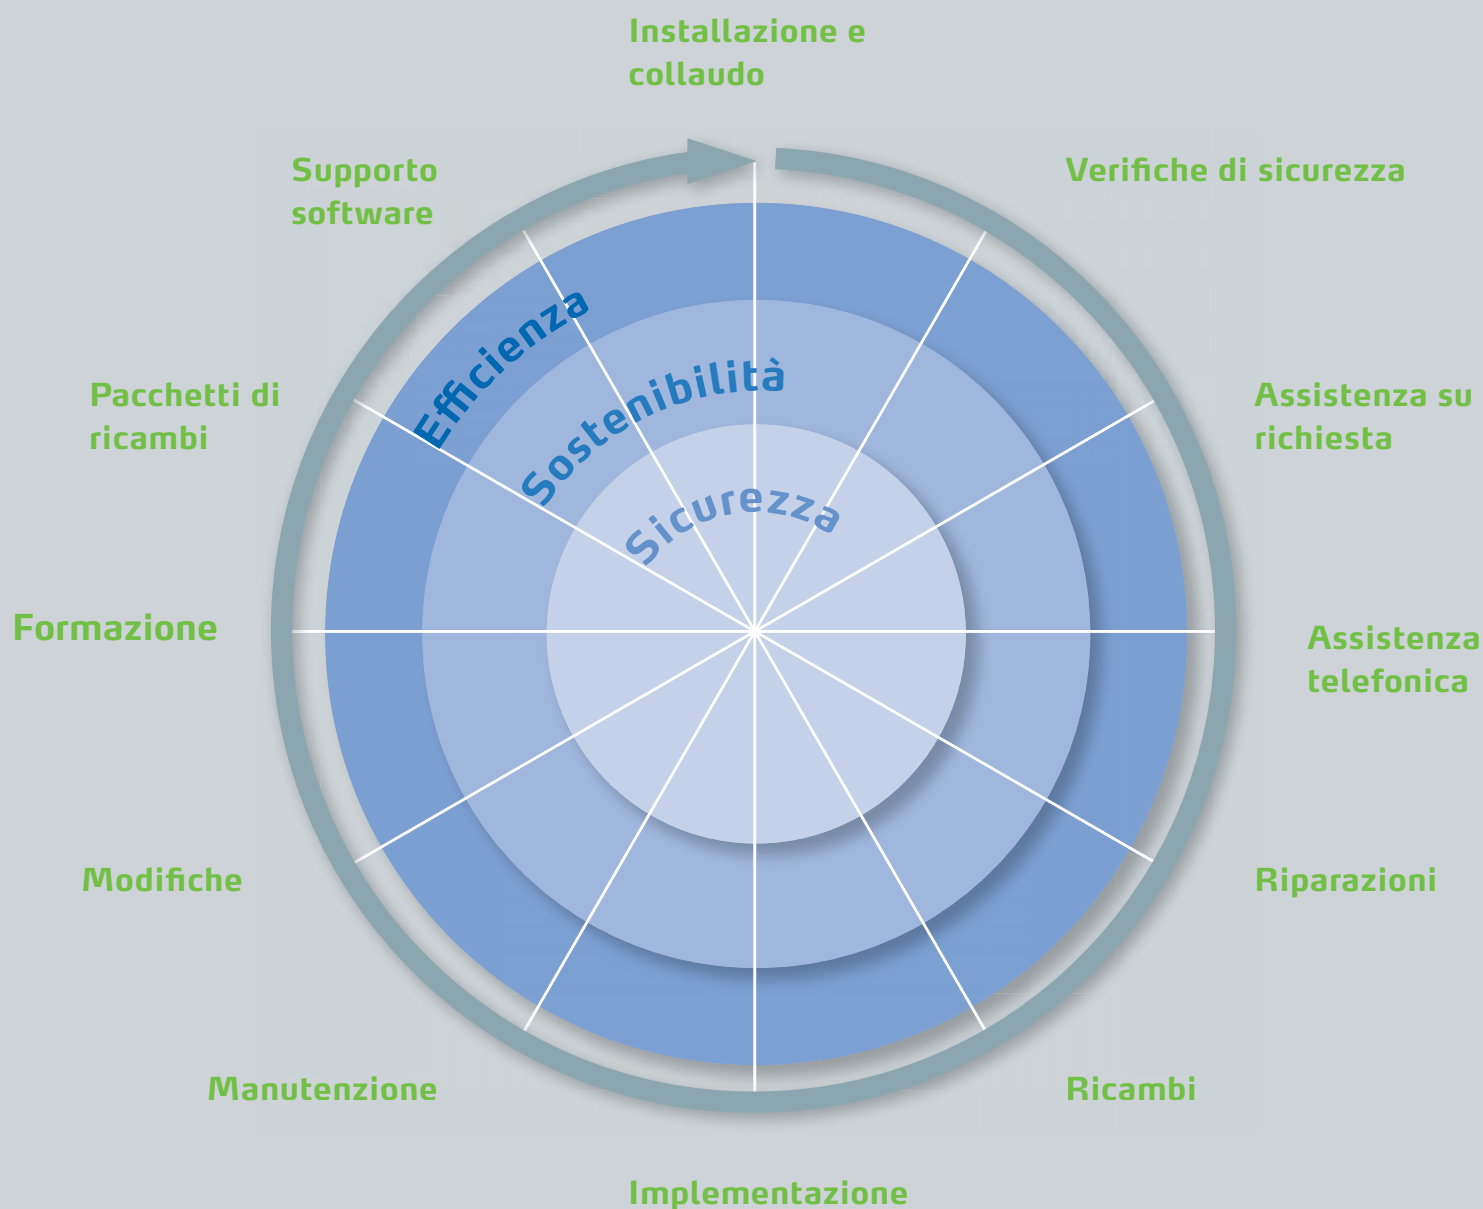 Installazione e
collaudo
Supporto
software
Verifiche di sicurezza
Efficienza
Sostenibilità
Sicurezza
Pacchetti di
ricambi
Assistenza su
richiesta
Formazione
Assistenza
telefonica
Modifiche
Riparazioni
Manutenzione
Ricambi
Implementazione